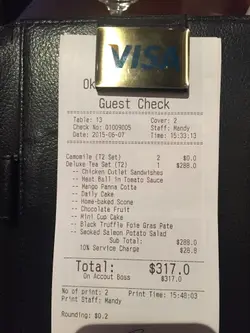 VISA
Guest Check
Table: 13 Cover: 2
Check No: 01009005 Staff: Mandy
Date: 2015-06-07 Time: 15:33:13
Camomile (T2 Set) 2 $0.0
Deluxe Tea Set (T2) 1 $288.0
-- Chicken Cutlet Sandwiches
-- Meat Ball in Tomato Sauce
-- Mango Panna Cotta
-- Daily Cake
-- Home-baked Scone
-- Chocolate Fruit
-- Mini Cup Cake
-- Black Truffle Foie Gras Pate
-- Smoked Salmon Potato Salad
Sub Total: $288.0
10% Service Charge $28.8
Total: $317.0
On Accout Boss $317.0
No of print: 2 Print Time: 15:48:03
Print Staff: Mandy
Rounding: $0.2